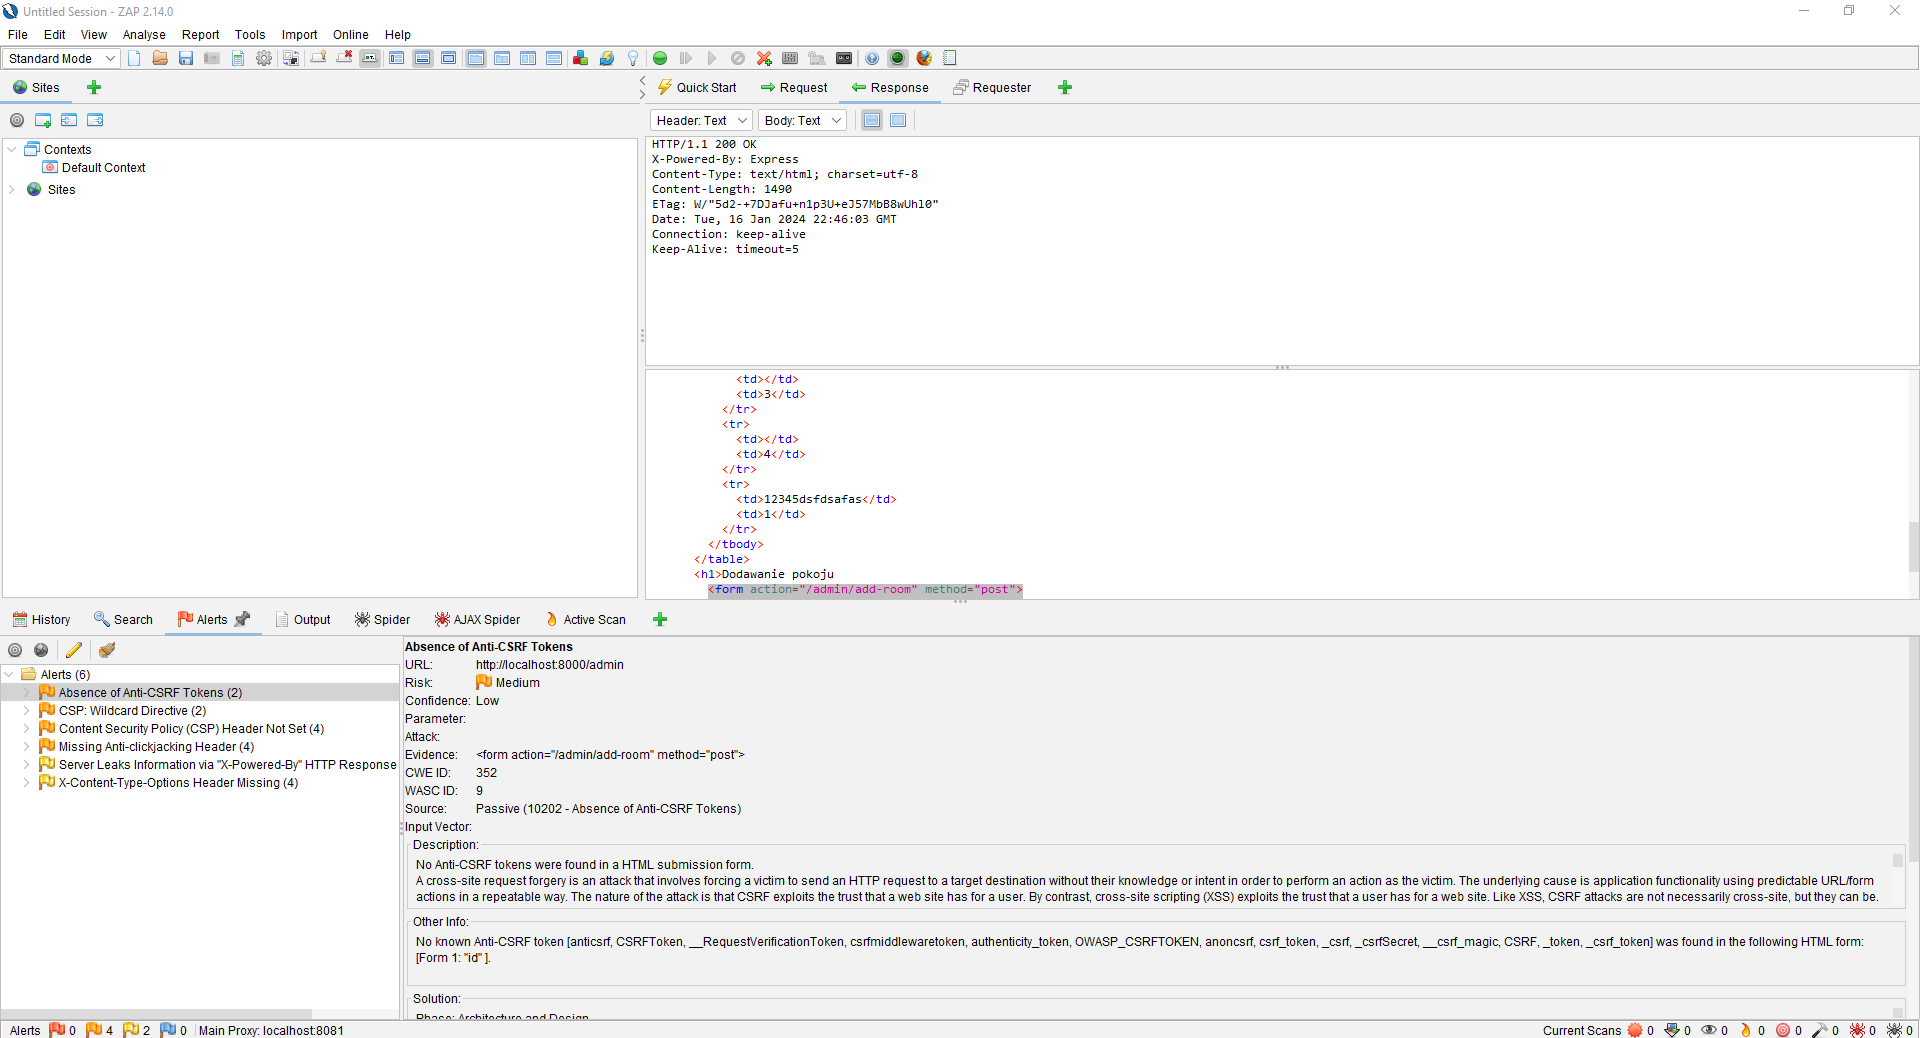 Untitled Session - ZAP 2.14.0
File Edit View Analyse Report Tools Import Online Help
Standard Mode
Sites
Quick Start Request Response Requester
Header: Text Body: Text
Contexts
Default Context
Sites
HTTP/1.1 200 OK
X-Powered-By: Express
Content-Type: text/html; charset=utf-8
Content-Length: 1490
ETag: W/"5d2-+7DJafu+n1p3U+eJ57MbB8wUhl0"
Date: Tue, 16 Jan 2024 22:46:03 GMT
Connection: keep-alive
Keep-Alive: timeout=5
<td></td>
<td>3</td>
</tr>
<tr>
<td></td>
<td>4</td>
</tr>
<tr>
<td>12345dsfdsafas</td>
<td>1</td>
</tr>
</tbody>
</table>
<h1>Dodawanie pokoju
<form action="/admin/add-room" method="post">
History Search Alerts Output Spider AJAX Spider Active Scan
Alerts (6)
Absence of Anti-CSRF Tokens (2)
CSP: Wildcard Directive (2)
Content Security Policy (CSP) Header Not Set (4)
Missing Anti-clickjacking Header (4)
Server Leaks Information via "X-Powered-By" HTTP Response
X-Content-Type-Options Header Missing (4)
Absence of Anti-CSRF Tokens
URL: http://localhost:8000/admin
Risk: Medium
Confidence: Low
Parameter:
Attack:
Evidence: <form action="/admin/add-room" method="post">
CWE ID: 352
WASC ID: 9
Source: Passive (10202 - Absence of Anti-CSRF Tokens)
Input Vector:
Description:
No Anti-CSRF tokens were found in a HTML submission form.
A cross-site request forgery is an attack that involves forcing a victim to send an HTTP request to a target destination without their knowledge or intent in order to perform an action as the victim. The underlying cause is application functionality using predictable URL/form
actions in a repeatable way. The nature of the attack is that CSRF exploits the trust that a web site has for a user. By contrast, cross-site scripting (XSS) exploits the trust that a user has for a web site. Like XSS, CSRF attacks are not necessarily cross-site, but they can be.
Other Info:
No known Anti-CSRF token [anticsrf, CSRFToken, __RequestVerificationToken, csrfmiddlewaretoken, authenticity_token, OWASP_CSRFTOKEN, anoncsrf, csrf_token, _csrf, _csrfSecret, __csrf_magic, CSRF, _token, _csrf_token] was found in the following HTML form:
[Form 1: "id" ].
Solution:
Phase: Architecture and Design
Alerts 0 4 2 0 Main Proxy: localhost:8081
Current Scans 0 0 0 0 0 0 0 0